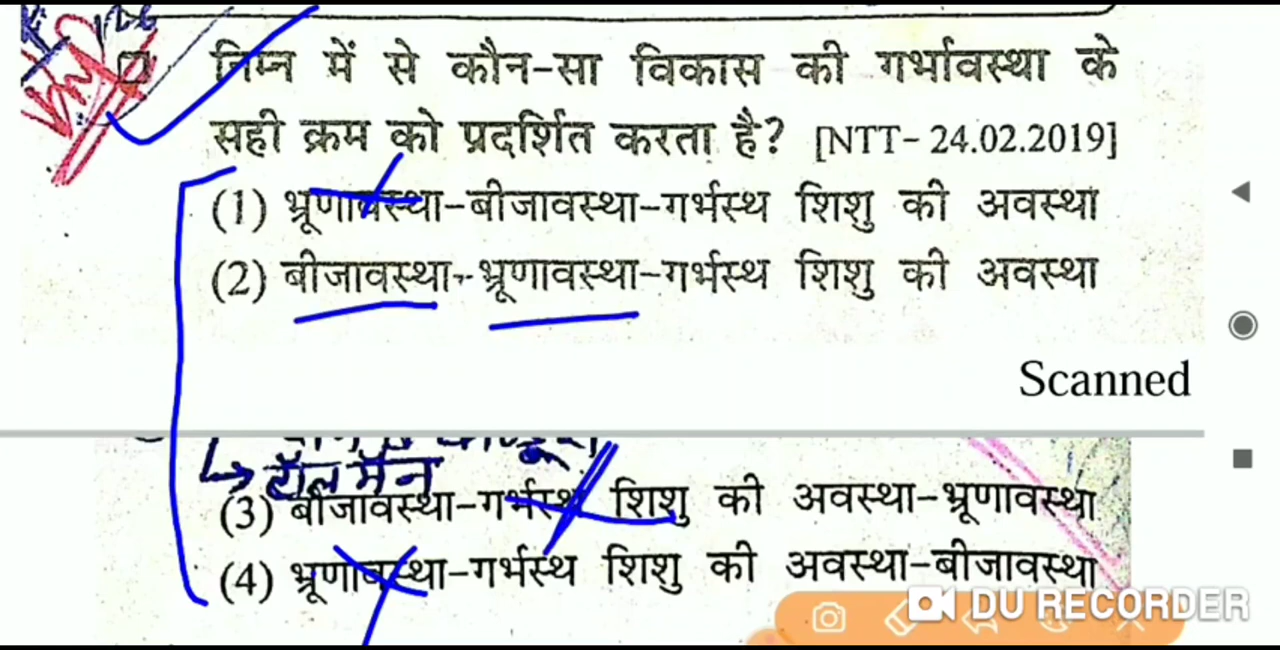 निम्न में से कौन-सा विकास की गर्भावस्था के
सही क्रम को प्रदर्शित करता है? [NTT- 24.02.2019]
(1) भ्रूणावस्था-बीजावस्था-गर्भस्थ शिशु की अवस्था
(2) बीजावस्था-भ्रूणावस्था-गर्भस्थ शिशु की अवस्था
Scanned
टॉलमैन
(3) बीजावस्था-गर्भस्थ शिशु की अवस्था-भ्रूणावस्था
(4) भ्रूणावस्था-गर्भस्थ शिशु की अवस्था-बीजावस्था
DU RECORDER